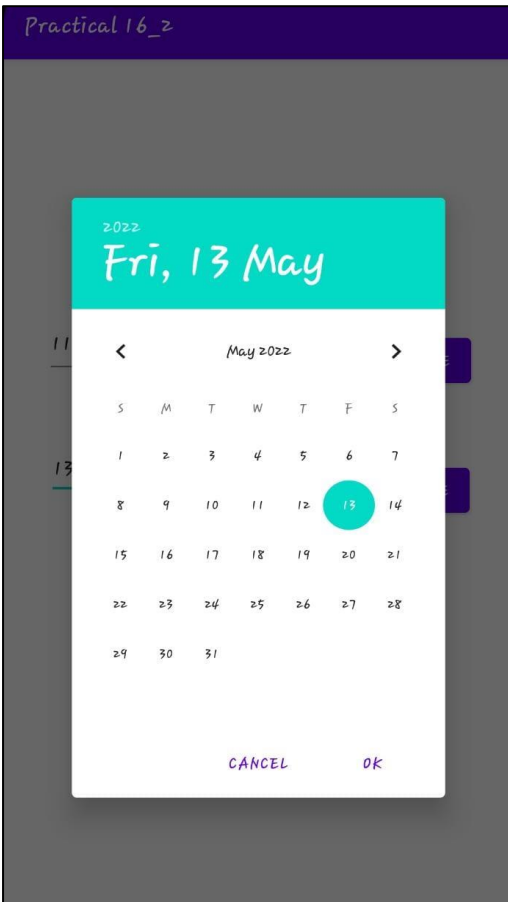 Practical 16_2
2022
Fri, 13 May
May 2022
S M T W T F S
1 2 3 4 5 6 7
11 E
8 9 10 11 12 13 14
13
15 16 17 18 19 20 21
22 23 24 25 26 27 28
29 30 31
CANCEL OK